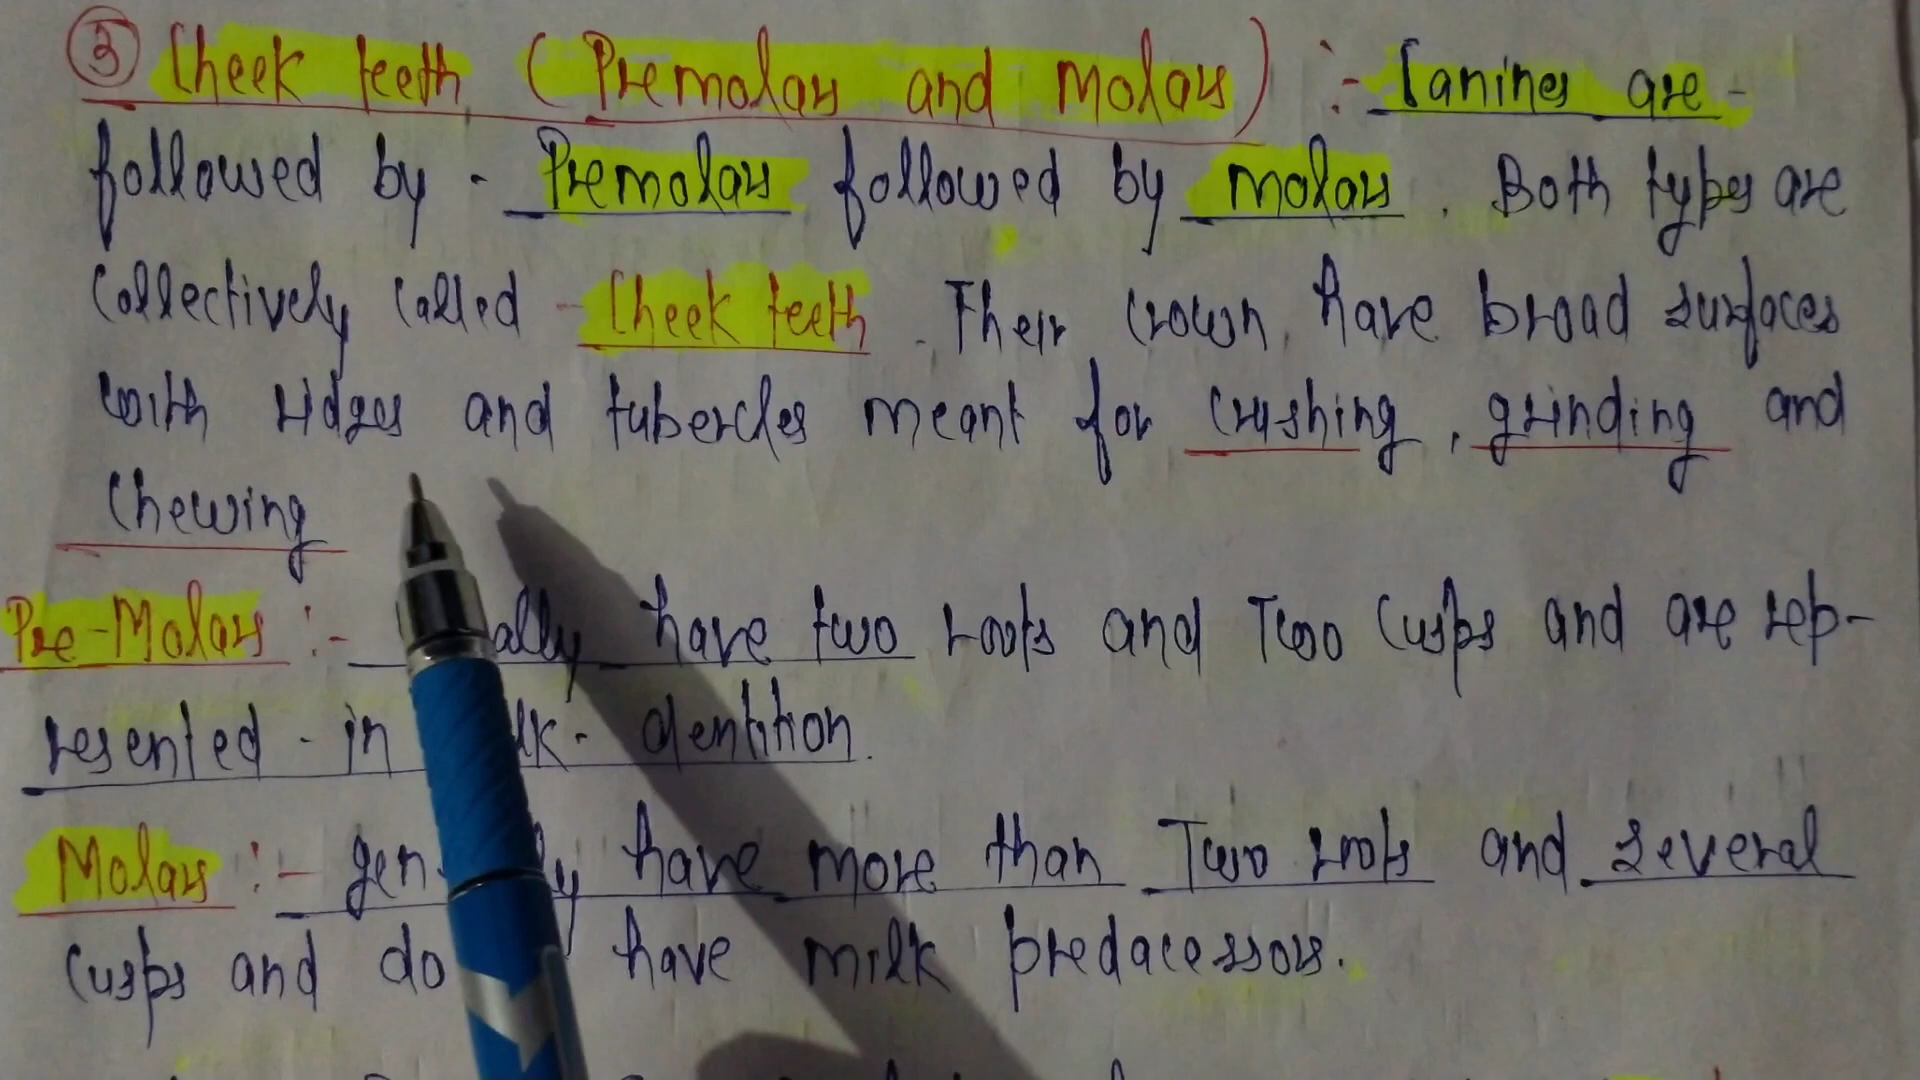 ③ Cheek teeth (Premolars and Molars) :- Canines are -
followed by - Premolars followed by molars. Both types are
collectively called - Cheek teeth. Their crown, have broad surfaces
with ridges and tubercles meant for crushing, grinding and
chewing
Pre-Molars :- have two roots and Two cusps and are rep-
resented - in dentition.
Molars :- have more than Two roots and several
cusps and do have milk predacessors.